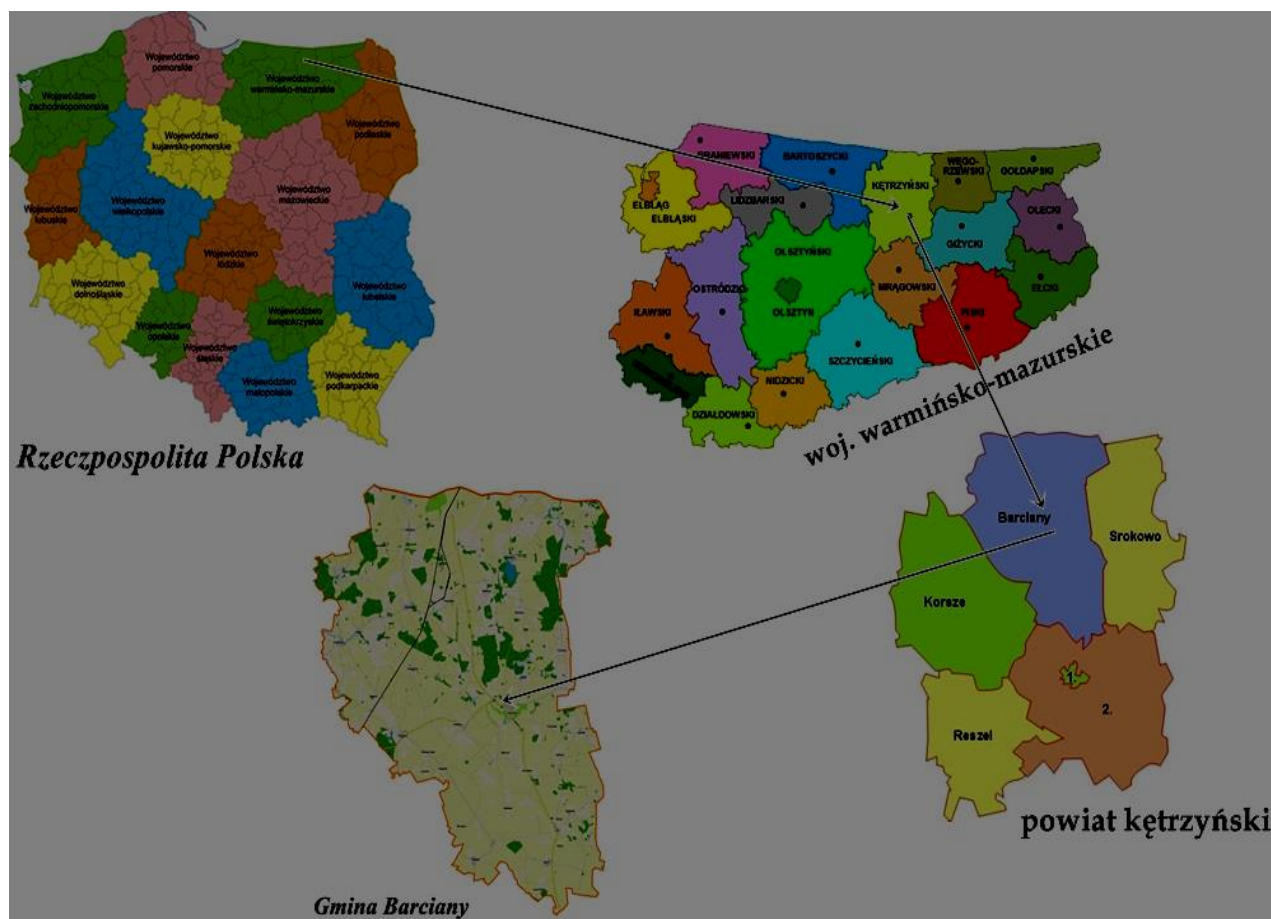 Województwo
pomorskie
Województwo
zachodniopomorskie
Województwo
warmińsko-mazurskie
Województwo
podlaskie
Województwo
kujawsko-pomorskie
Województwo
mazowieckie
Województwo
wielkopolskie
Województwo
lubuskie
Województwo
łódzkie
Województwo
lubelskie
Województwo
dolnośląskie
Województwo
opolskie
Województwo
śląskie
Województwo
świętokrzyskie
Województwo
małopolskie
Województwo
podkarpackie
Rzeczpospolita Polska
BRANIEWSKI
BARTOSZYCKI
KĘTRZYŃSKI
WĘGO-
RZEWSKI
GOŁDAPSKI
ELBLĄG
ELBLĄSKI
LIDZBARSKI
OLECKI
GIŻYCKI
OLSZTYŃSKI
OSTRÓDZKI
MRĄGOWSKI
EŁCKI
IŁAWSKI
OLSZTYN
PISKI
SZCZYCIEŃSKI
NIDZICKI
DZIAŁDOWSKI
woj. warmińsko-mazurskie
Barciany
Srokowo
Korsze
1.
2.
Reszel
powiat kętrzyński
Gmina Barciany